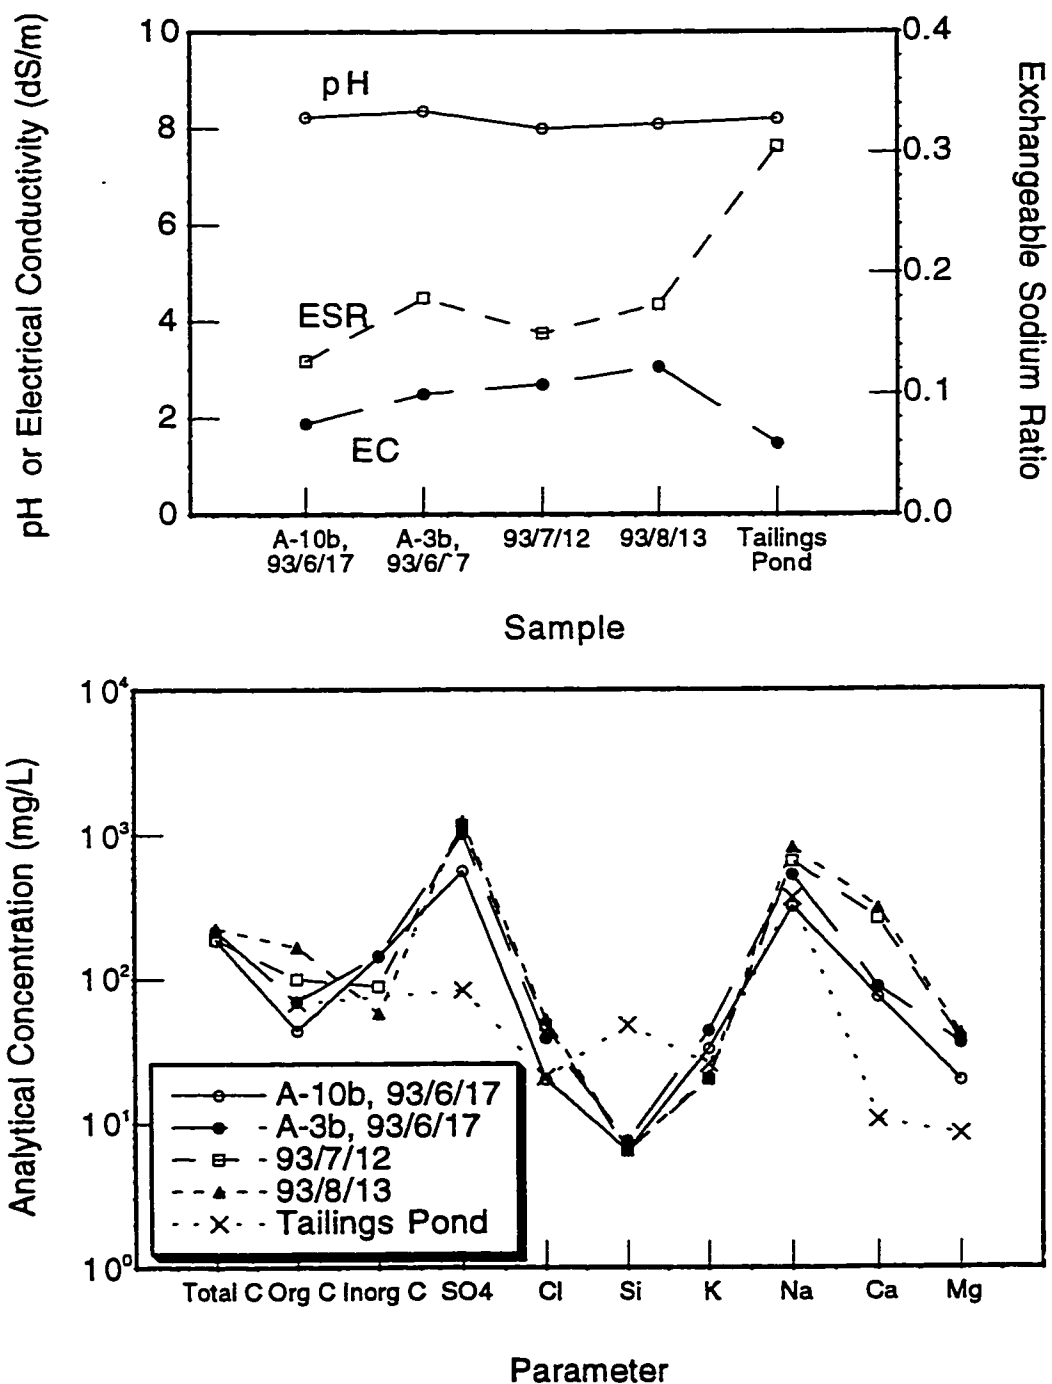 pH or Electrical Conductivity (dS/m)
10
8
6
4
2
0
pH
ESR
EC
0.4
0.3
0.2
0.1
0.0
Exchangeable Sodium Ratio
A-10b, A-3b, 93/7/12 93/8/13 Tailings
93/6/17 93/6/ 7 Pond
Sample
Analytical Concentration (mg/L)
10⁴
10³
10²
10¹
10⁰
A-10b, 93/6/17
A-3b, 93/6/17
93/7/12
93/8/13
Tailings Pond
Total C Org C Inorg C SO4 Cl Si K Na Ca Mg
Parameter